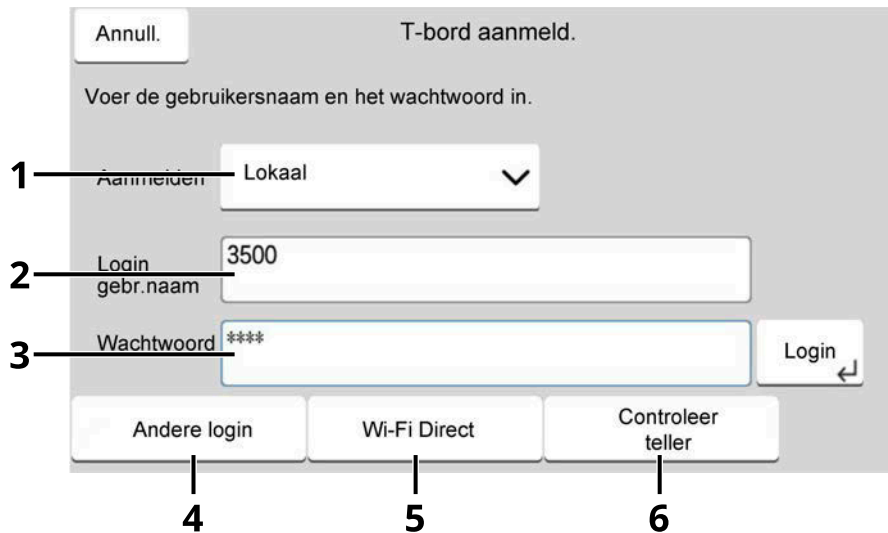 Annull.
T-bord aanmeld.
Voer de gebruikersnaam en het wachtwoord in.
1
Aanmelden
Lokaal
2
Login
gebr.naam
3500
3
Wachtwoord
****
Login
Andere login
Wi-Fi Direct
Controleer
teller
4
5
6